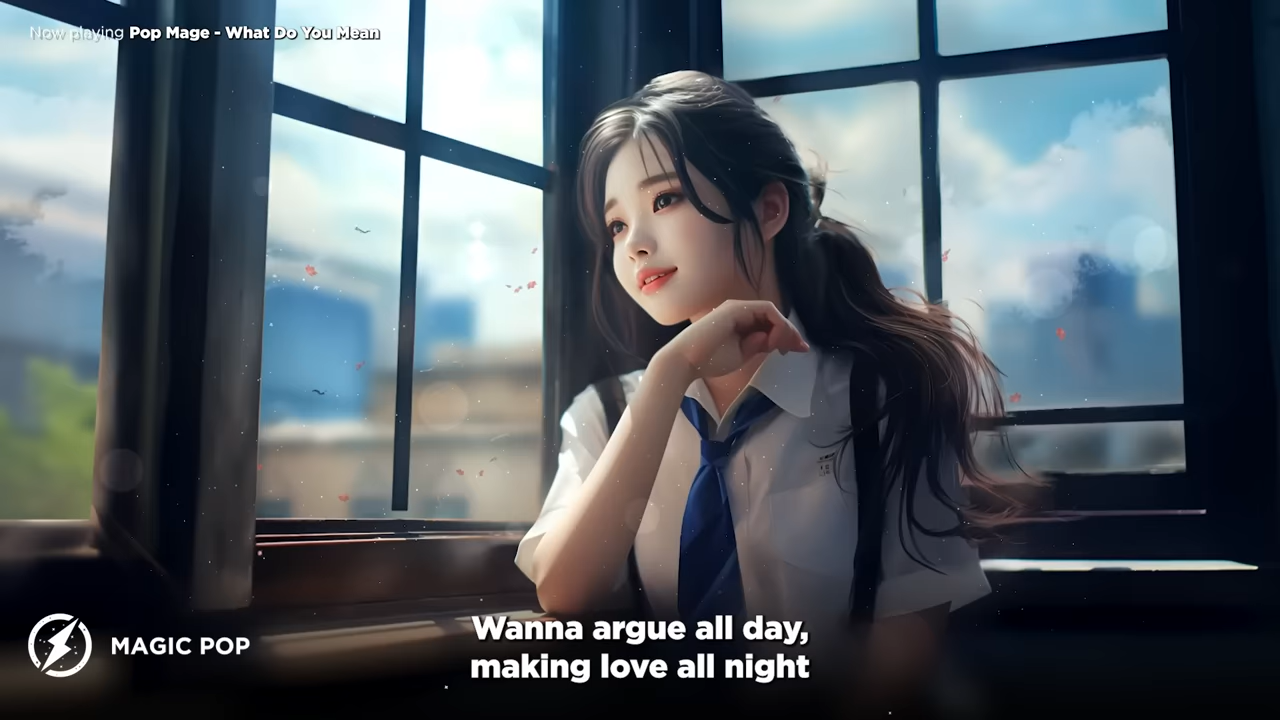 Now playing Pop Mage - What Do You Mean
MAGIC POP
Wanna argue all day,
making love all night